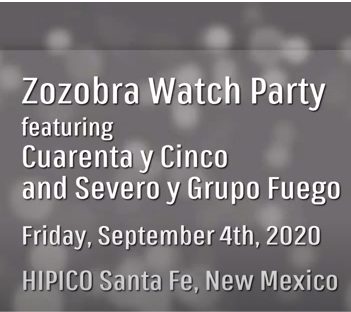 Zozobra Watch Party
featuring
Cuarenta y Cinco
and Severo y Grupo Fuego
Friday, September 4th, 2020
HIPICO Santa Fe, New Mexico